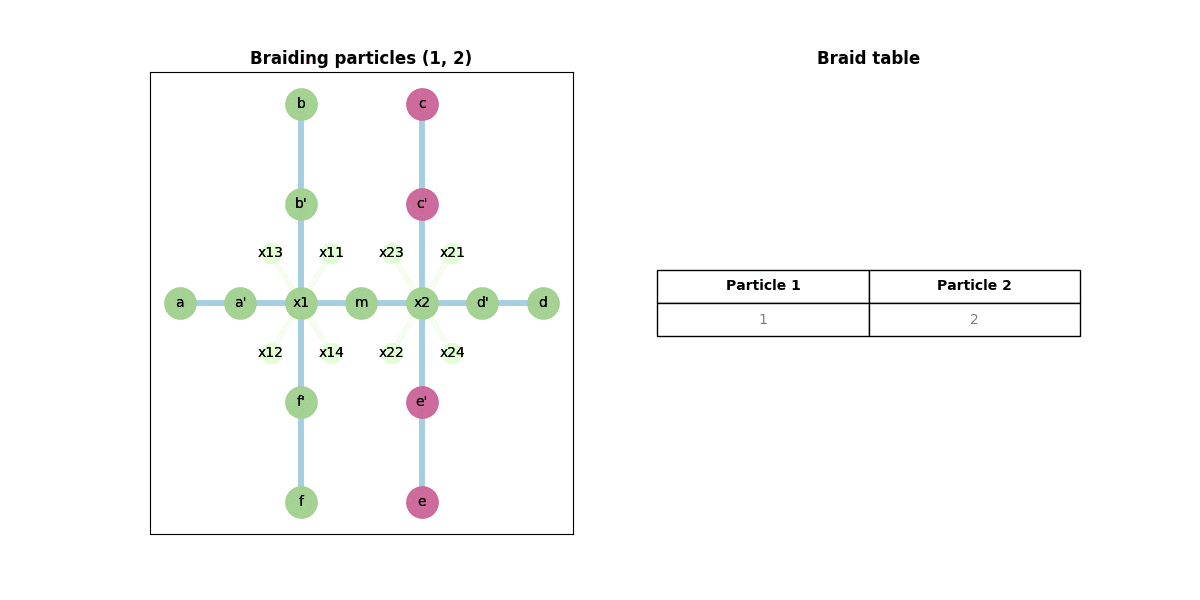 Braiding particles (1, 2)
b c
b' c'
x13 x11 x23 x21
a a' x1 m x2 d' d
x12 x14 x22 x24
f' e'
f e
Braid table
Particle 1 Particle 2
1 2